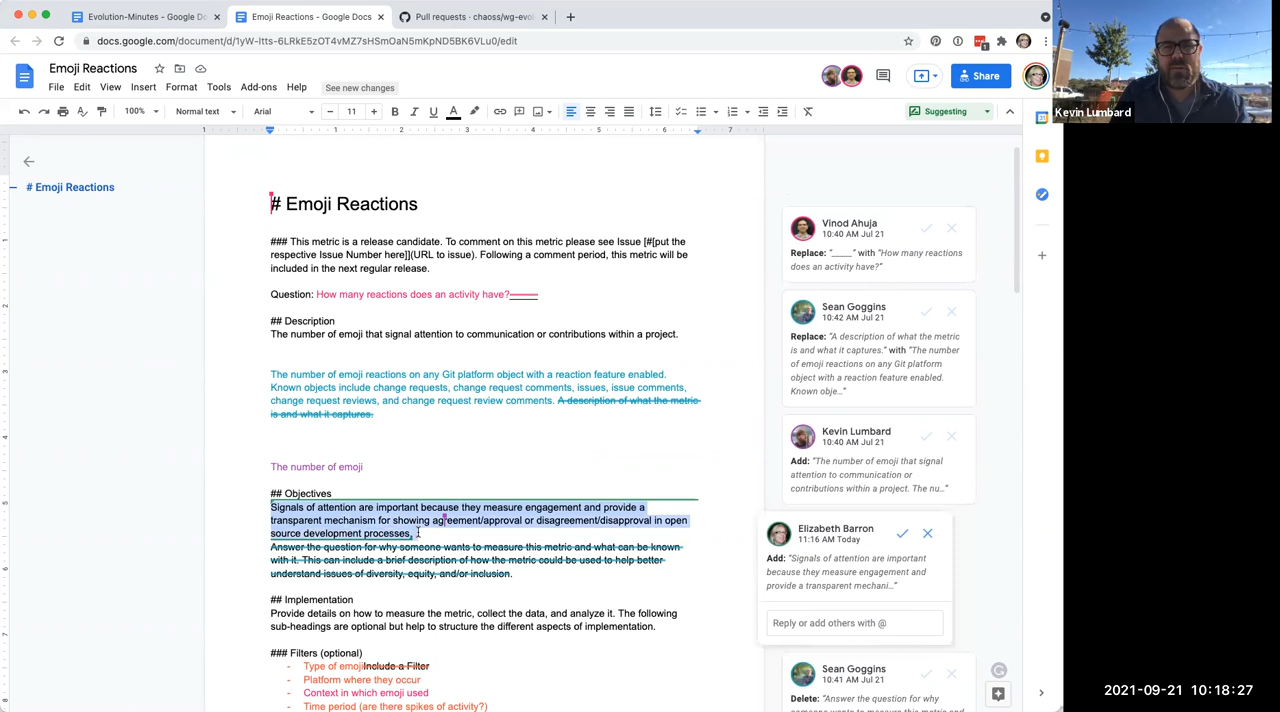 Evolution-Minutes - Google Do
Emoji Reactions - Google Docs
Pull requests · chaoss/wg-evol
docs.google.com/document/d/1yW-Itts-6LRkE5zOT4vMZ7sHSmOaN5mKpND5BK6VLu0/edit
1
Emoji Reactions
File Edit View Insert Format Tools Add-ons Help
See new changes
Share
Kevin Lumbard
100% Normal text Arial 11
Suggesting
1 1 2 3 4 5 6 7
# Emoji Reactions
# Emoji Reactions
### This metric is a release candidate. To comment on this metric please see Issue [#[put the
respective Issue Number here]](URL to issue). Following a comment period, this metric will be
included in the next regular release.
Question: How many reactions does an activity have?______
## Description
The number of emoji that signal attention to communication or contributions within a project.
The number of emoji reactions on any Git platform object with a reaction feature enabled.
Known objects include change requests, change request comments, issues, issue comments,
change request reviews, and change request review comments. A description of what the metric
is and what it captures.
The number of emoji
## Objectives
Signals of attention are important because they measure engagement and provide a
transparent mechanism for showing agreement/approval or disagreement/disapproval in open
source development processes,
Answer the question for why someone wants to measure this metric and what can be known
with it. This can include a brief description of how the metric could be used to help better
understand issues of diversity, equity, and/or inclusion.
## Implementation
Provide details on how to measure the metric, collect the data, and analyze it. The following
sub-headings are optional but help to structure the different aspects of implementation.
### Filters (optional)
- Type of emojiInclude a Filter
- Platform where they occur
- Context in which emoji used
- Time period (are there spikes of activity?)
Vinod Ahuja
10:40 AM Jul 21
Replace: "_____" with "How many reactions
does an activity have?"
Sean Goggins
10:42 AM Jul 21
Replace: "A description of what the metric
is and what it captures." with "The number
of emoji reactions on any Git platform
object with a reaction feature enabled.
Known obje..."
Kevin Lumbard
10:40 AM Jul 21
Add: "The number of emoji that signal
attention to communication or
contributions within a project. The nu..."
Elizabeth Barron
11:16 AM Today
Add: "Signals of attention are important
because they measure engagement and
provide a transparent mechani..."
Reply or add others with @
Sean Goggins
10:41 AM Jul 21
Delete: "Answer the question for why
2021-09-21 10:18:27